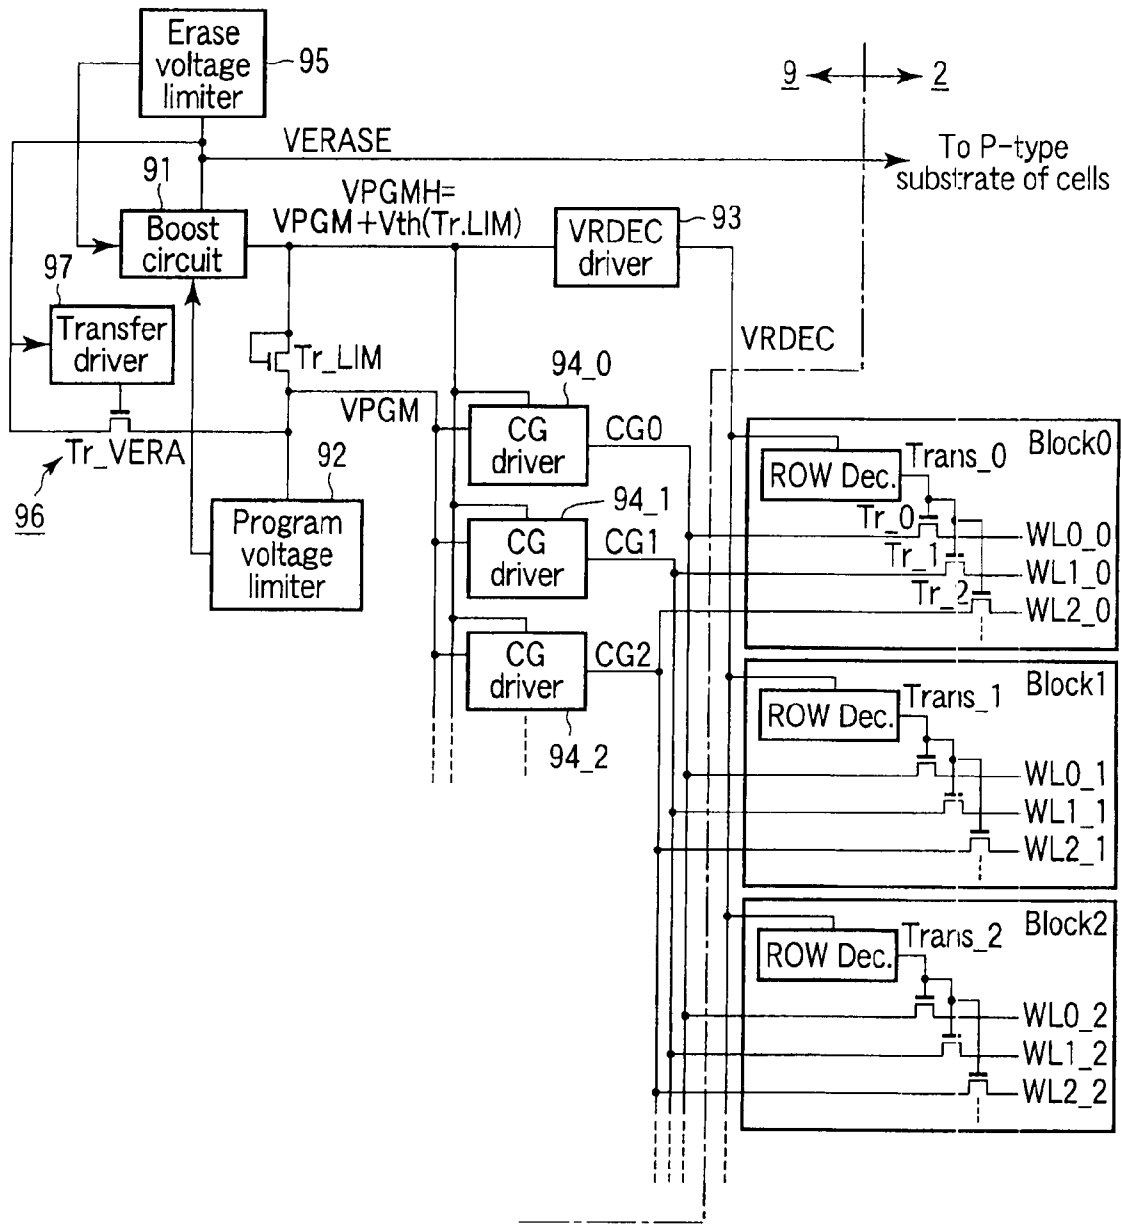 Erase
voltage
limiter
95
9
2
VERASE
To P-type
substrate of cells
91
Boost
circuit
VPGMH=
VPGM+Vth(Tr.LIM)
VRDEC
driver
93
97
Transfer
driver
Tr_LIM
VRDEC
VPGM
94_0
CG
driver
CG0
Tr_VERA
96
92
Program
voltage
limiter
94_1
CG
driver
CG1
CG
driver
CG2
94_2
Block0
ROW Dec.
Trans_0
Tr_0
WL0_0
Tr_1
WL1_0
Tr_2
WL2_0
Block1
ROW Dec.
Trans_1
WL0_1
WL1_1
WL2_1
Block2
ROW Dec.
Trans_2
WL0_2
WL1_2
WL2_2